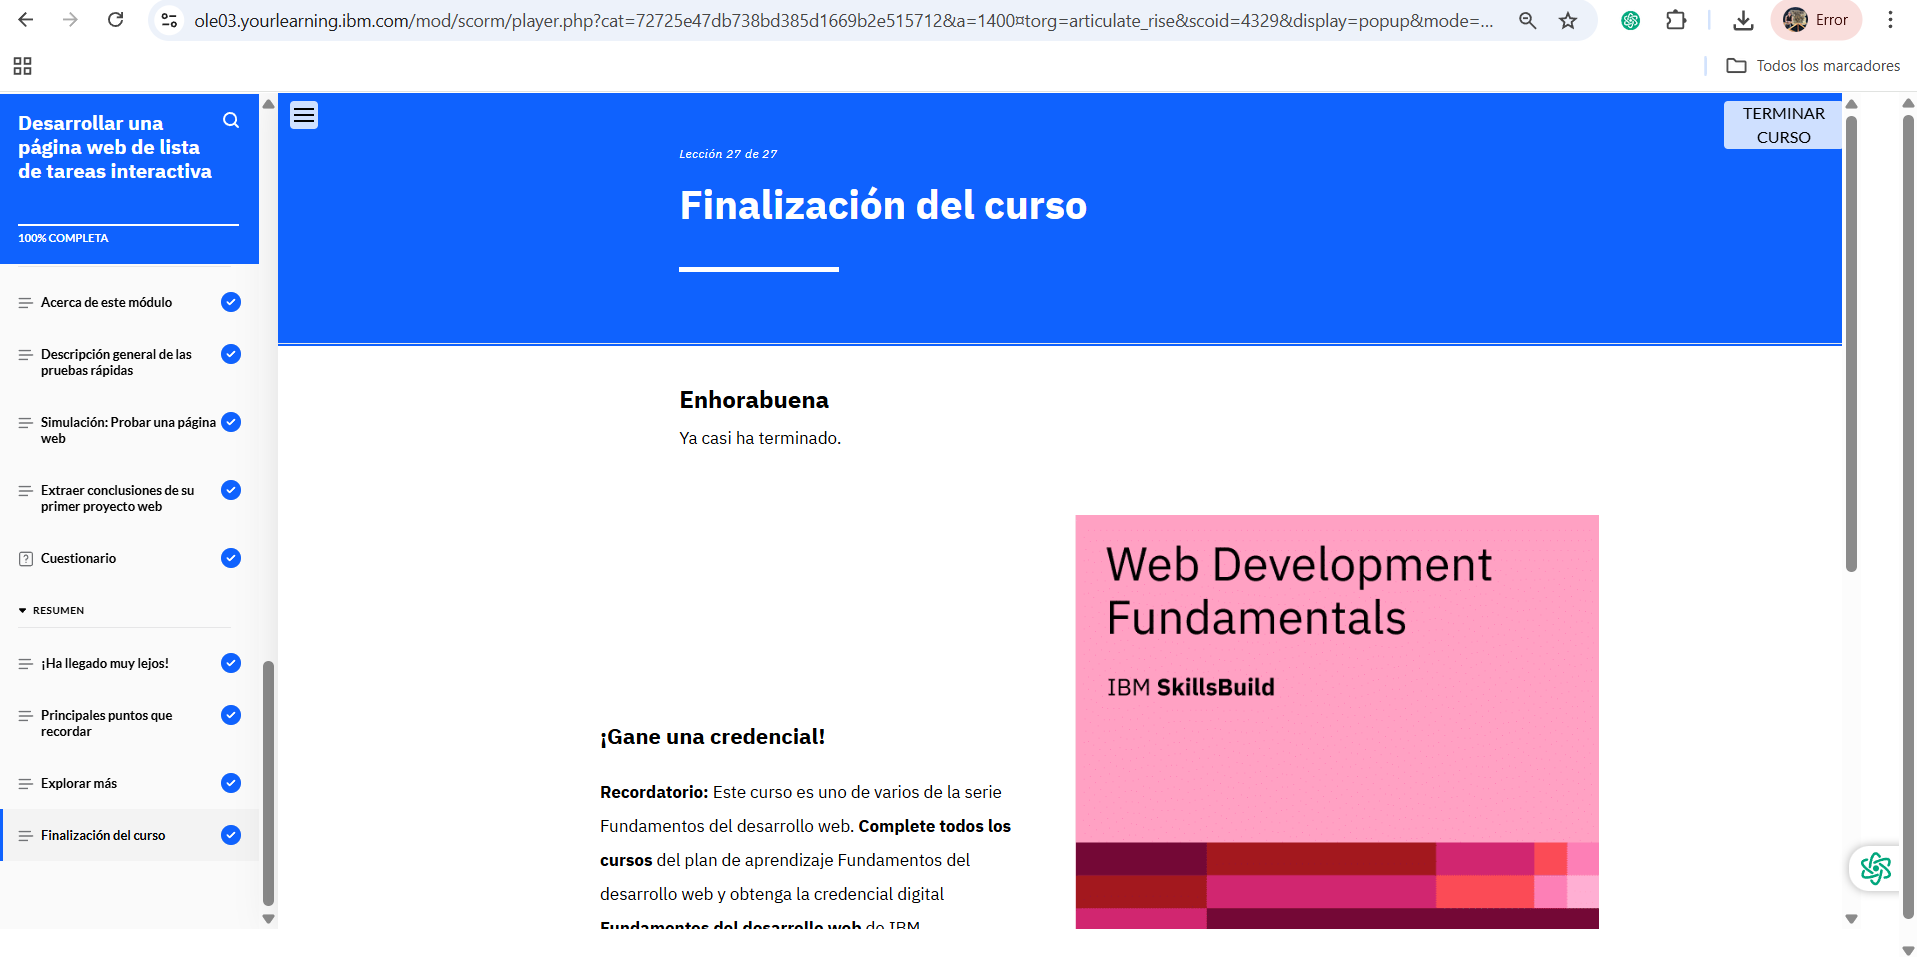 ole03.yourlearning.ibm.com/mod/scorm/player.php?cat=72725e47db738bd385d1669b2e515712&a=1400¤torg=articulate_rise&scoid=4329&display=popup&mode=...
Error
Todos los marcadores
Desarrollar una
página web de lista
de tareas interactiva
100% COMPLETA
Acerca de este módulo
Descripción general de las
pruebas rápidas
Simulación: Probar una página
web
Extraer conclusiones de su
primer proyecto web
Cuestionario
RESUMEN
¡Ha llegado muy lejos!
Principales puntos que
recordar
Explorar más
Finalización del curso
TERMINAR
CURSO
Lección 27 de 27
Finalización del curso
Enhorabuena
Ya casi ha terminado.
¡Gane una credencial!
Recordatorio: Este curso es uno de varios de la serie
Fundamentos del desarrollo web. Complete todos los
cursos del plan de aprendizaje Fundamentos del
desarrollo web y obtenga la credencial digital
Fundamentos del desarrollo web de IBM
Web Development
Fundamentals
IBM SkillsBuild